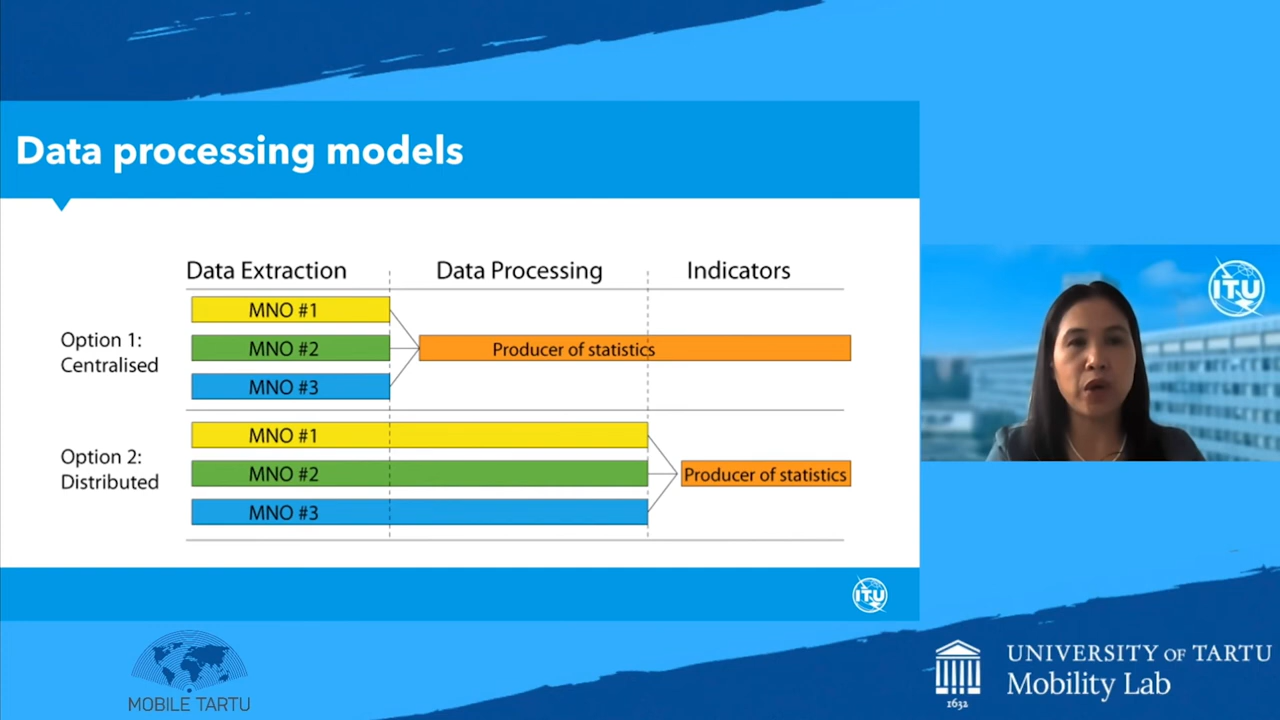 Data processing models
Data Extraction
Data Processing
Indicators
Option 1:
Centralised
MNO #1
MNO #2
MNO #3
Producer of statistics
Option 2:
Distributed
MNO #1
MNO #2
MNO #3
Producer of statistics
ITU
ITU
MOBILE TARTU
1632
UNIVERSITY OF TARTU
Mobility Lab